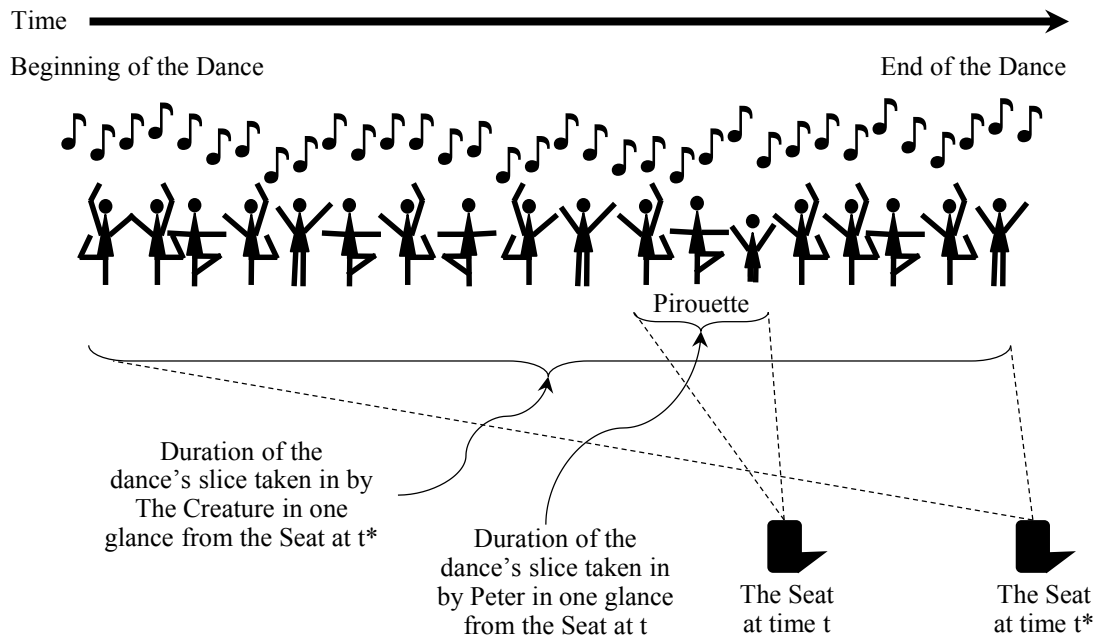 Time
Beginning of the Dance
End of the Dance
Pirouette
Duration of the
dance’s slice taken in by
The Creature in one
glance from the Seat at t*
Duration of the
dance’s slice taken in
by Peter in one glance
from the Seat at t
The Seat
at time t
The Seat
at time t*